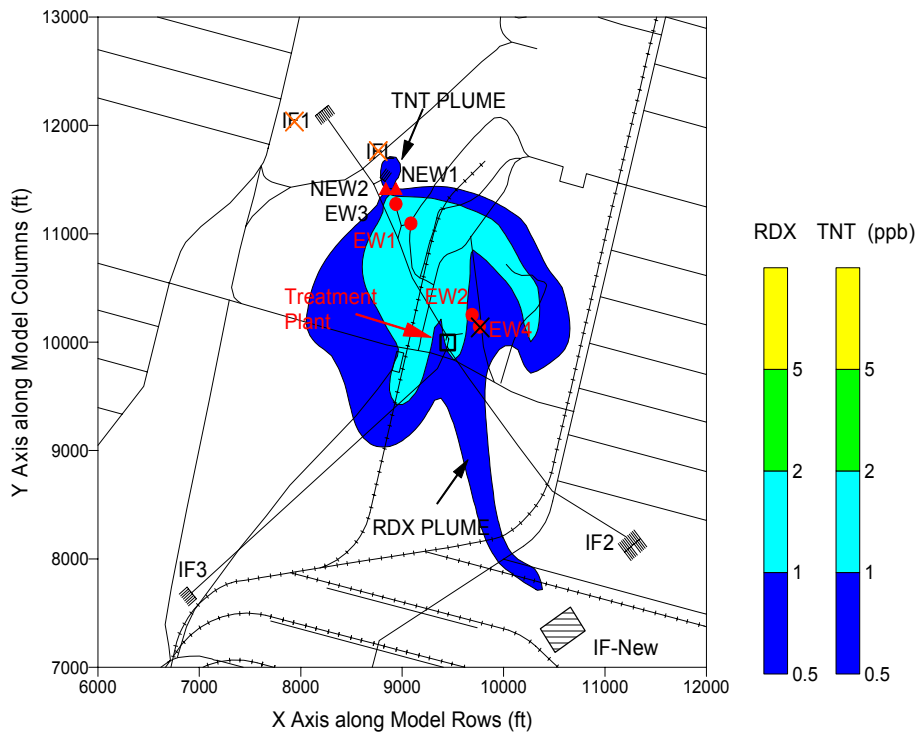 13000
12000
11000
10000
9000
8000
7000
Y Axis along Model Columns (ft)
6000
7000
8000
9000
10000
11000
12000
X Axis along Model Rows (ft)
IF1
TNT PLUME
NEW1
NEW2
EW3
EW1
Treatment
Plant
EW2
EW4
RDX PLUME
IF2
IF3
IF-New
RDX TNT (ppb)
5 5
2 2
1 1
0.5 0.5